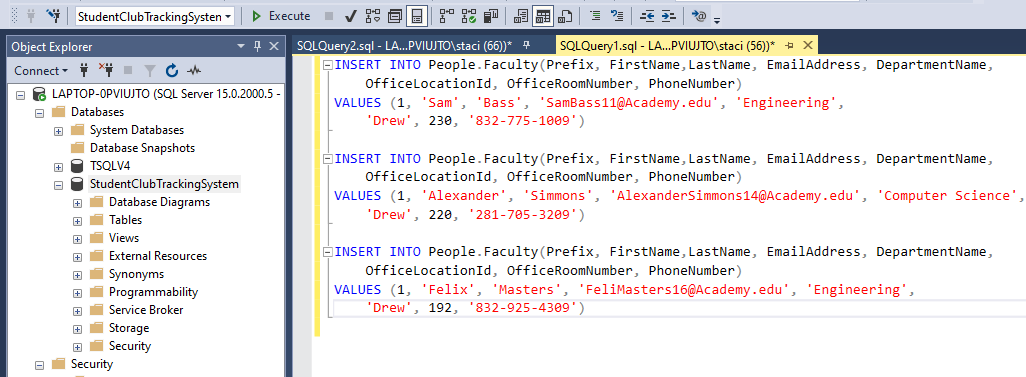 StudentClubTrackingSystem
Execute
Object Explorer
Connect
LAPTOP-0PVIUJTO (SQL Server 15.0.2000.5 -
Databases
System Databases
Database Snapshots
TSQLV4
StudentClubTrackingSystem
Database Diagrams
Tables
Views
External Resources
Synonyms
Programmability
Service Broker
Storage
Security
Security
SQLQuery2.sql - LA...PVIUJTO\staci (66))*
SQLQuery1.sql - LA...PVIUJTO\staci (56))*
INSERT INTO People.Faculty(Prefix, FirstName,LastName, EmailAddress, DepartmentName,
OfficeLocationId, OfficeRoomNumber, PhoneNumber)
VALUES (1, 'Sam', 'Bass', 'SamBass11@Academy.edu', 'Engineering',
'Drew', 230, '832-775-1009')
INSERT INTO People.Faculty(Prefix, FirstName,LastName, EmailAddress, DepartmentName,
OfficeLocationId, OfficeRoomNumber, PhoneNumber)
VALUES (1, 'Alexander', 'Simmons', 'AlexanderSimmons14@Academy.edu', 'Computer Science',
'Drew', 220, '281-705-3209')
INSERT INTO People.Faculty(Prefix, FirstName,LastName, EmailAddress, DepartmentName,
OfficeLocationId, OfficeRoomNumber, PhoneNumber)
VALUES (1, 'Felix', 'Masters', 'FeliMasters16@Academy.edu', 'Engineering',
'Drew', 192, '832-925-4309')